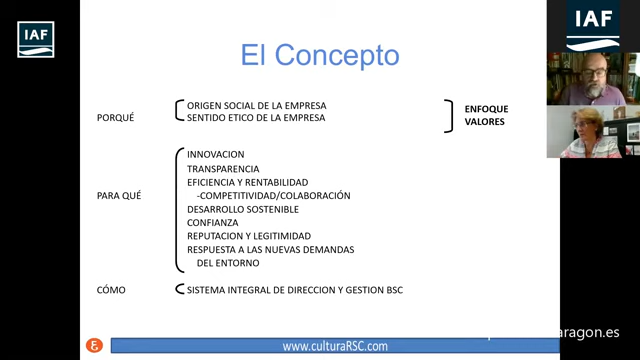 IAF
IAF
El Concepto
ORIGEN SOCIAL DE LA EMPRESA
PORQUÉ
SENTIDO ETICO DE LA EMPRESA
ENFOQUE
VALORES
INNOVACION
TRANSPARENCIA
EFICIENCIA Y RENTABILIDAD
PARA QUÉ
-COMPETITIVIDAD/COLABORACIÓN
DESARROLLO SOSTENIBLE
CONFIANZA
REPUTACION Y LEGITIMIDAD
RESPUESTA A LAS NUEVAS DEMANDAS
DEL ENTORNO
CÓMO
SISTEMA INTEGRAL DE DIRECCION Y GESTION BSC
aragon.es
www.culturaRSC.com